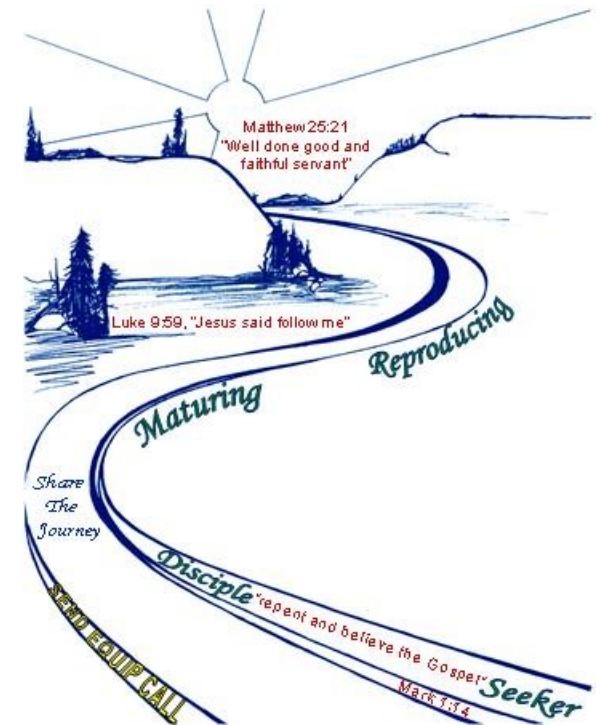 Matthew 25:21
"Well done good and
faithful servant"
Luke 9:59, "Jesus said follow me"
Reproducing
Maturing
Share
The
Journey
Disciple "repent and believe the Gospel" Seeker
Mark 1:14
SEND EQUIP CALL